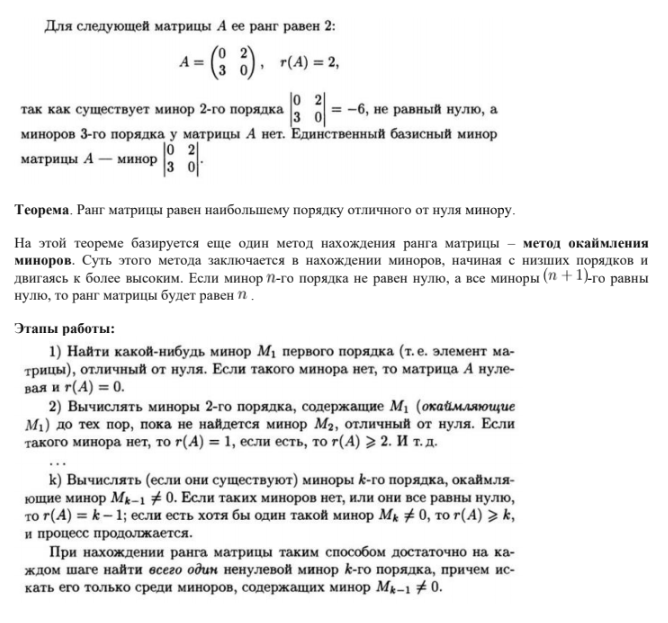 Для следующей матрицы A ее ранг равен 2:
A = (0 2
3 0), r(A) = 2,
так как существует минор 2-го порядка |0 2
3 0| = −6, не равный нулю, а
миноров 3-го порядка у матрицы A нет. Единственный базисный минор
матрицы A — минор |0 2
3 0|.
Теорема. Ранг матрицы равен наибольшему порядку отличного от нуля минору.
На этой теореме базируется еще один метод нахождения ранга матрицы – метод окаймления
миноров. Суть этого метода заключается в нахождении миноров, начиная с низших порядков и
двигаясь к более высоким. Если минор n-го порядка не равен нулю, а все миноры (n + 1)-го равны
нулю, то ранг матрицы будет равен n .
Этапы работы:
1) Найти какой-нибудь минор M₁ первого порядка (т. е. элемент ма-
трицы), отличный от нуля. Если такого минора нет, то матрица A нуле-
вая и r(A) = 0.
2) Вычислять миноры 2-го порядка, содержащие M₁ (окаймляющие
M₁) до тех пор, пока не найдется минор M₂, отличный от нуля. Если
такого минора нет, то r(A) = 1, если есть, то r(A) ⩾ 2. И т. д.
. . .
k) Вычислять (если они существуют) миноры k-го порядка, окаймля-
ющие минор Mₖ₋₁ ≠ 0. Если таких миноров нет, или они все равны нулю,
то r(A) = k − 1; если есть хотя бы один такой минор Mₖ ≠ 0, то r(A) ⩾ k,
и процесс продолжается.
При нахождении ранга матрицы таким способом достаточно на ка-
ждом шаге найти всего один ненулевой минор k-го порядка, причем ис-
кать его только среди миноров, содержащих минор Mₖ₋₁ ≠ 0.